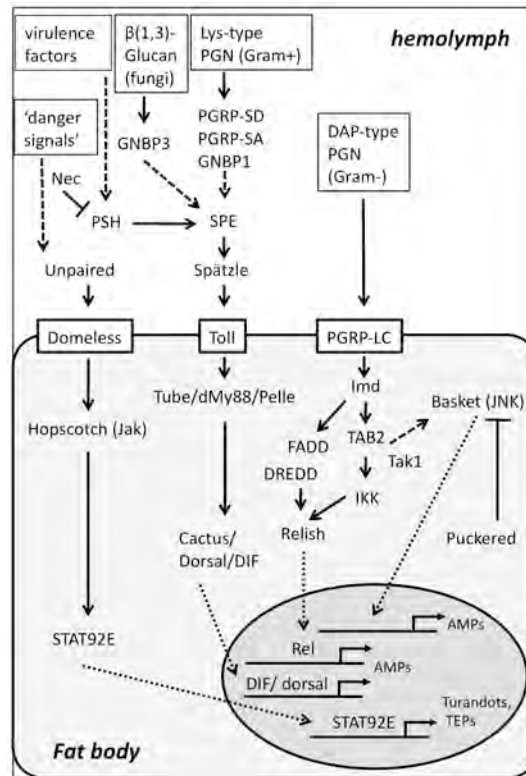 hemolymph
virulence
factors
β(1,3)-
Glucan
(fungi)
Lys-type
PGN (Gram+)
'danger
signals'
GNBP3
PGRP-SD
PGRP-SA
GNBP1
DAP-type
PGN
(Gram-)
Nec
PSH
SPE
Unpaired
Spätzle
Domeless
Toll
PGRP-LC
Imd
Tube/dMy88/Pelle
Basket (JNK)
Hopscotch (Jak)
FADD
TAB2
Tak1
DREDD
IKK
Relish
Puckered
Cactus/
Dorsal/DIF
STAT92E
AMPs
Rel
AMPs
DIF/ dorsal
Turandots,
TEPs
STAT92E
Fat body